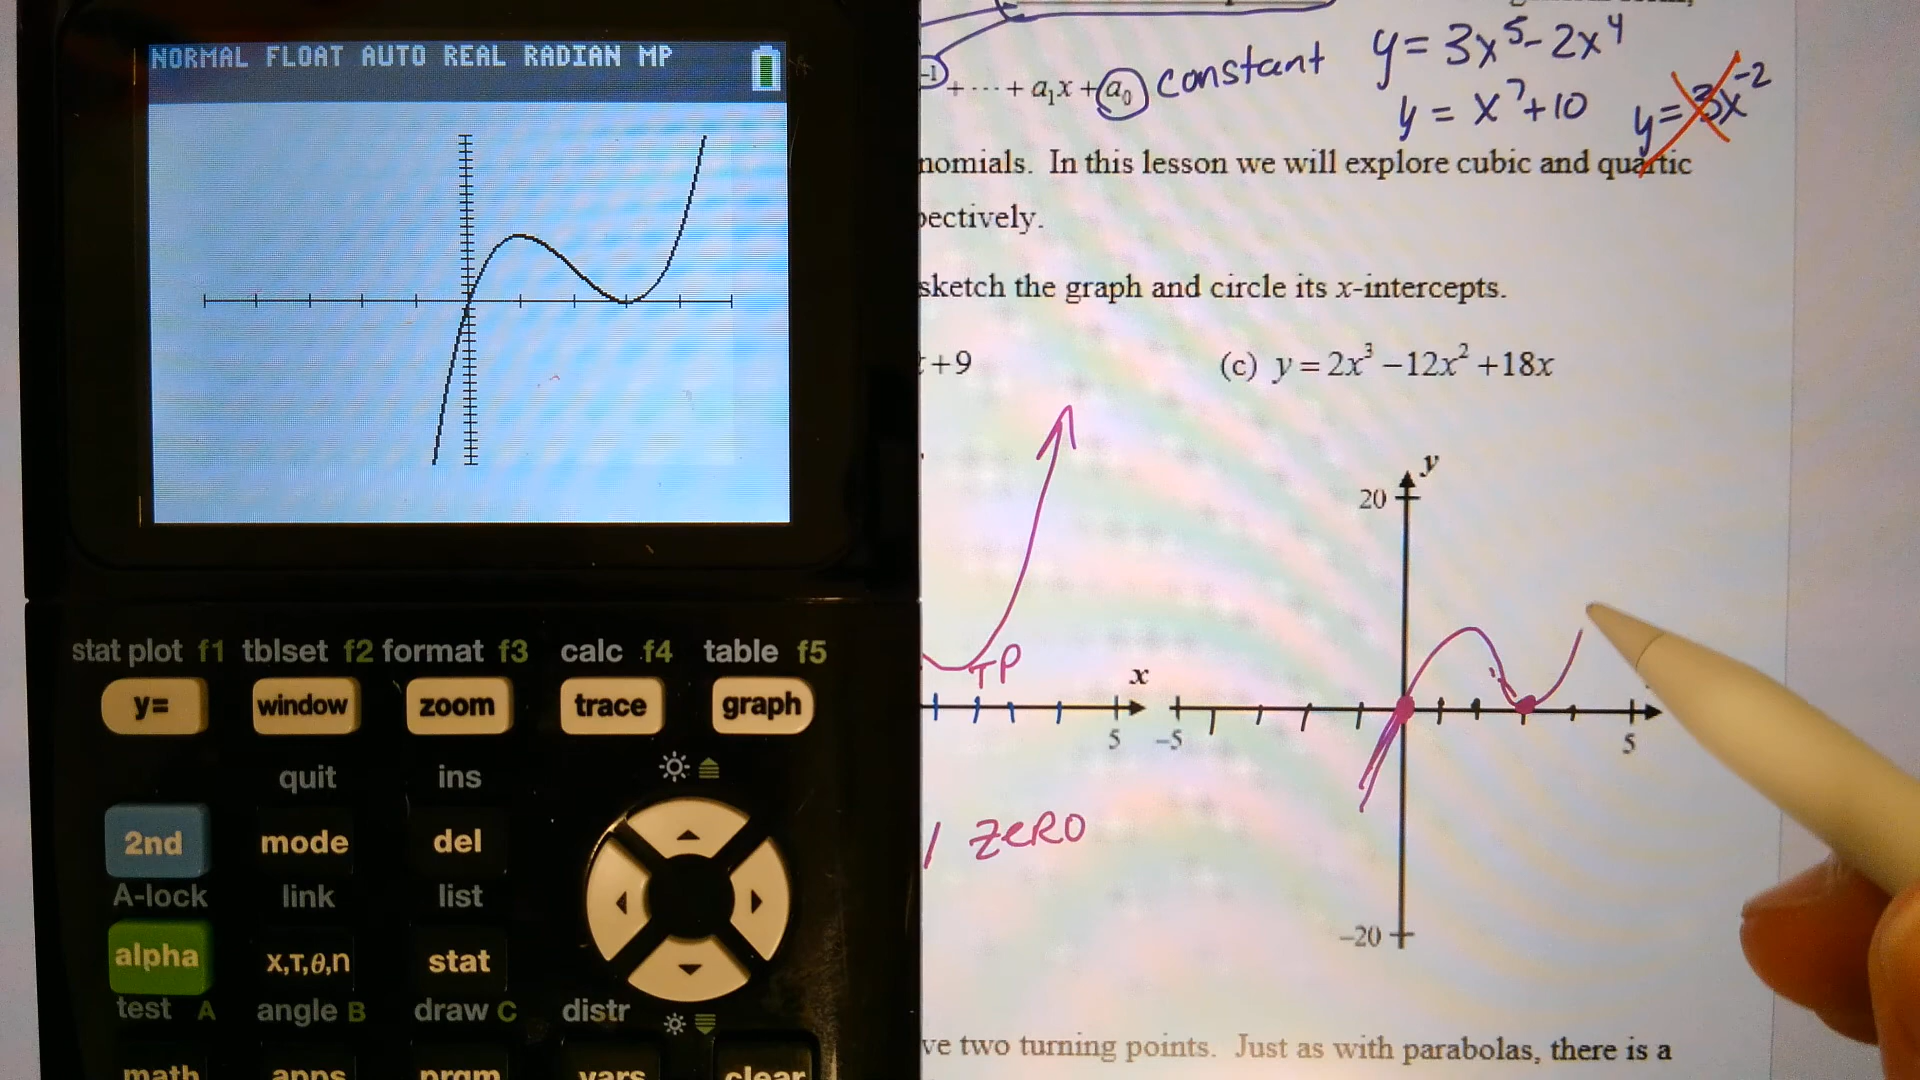 NORMAL FLOAT AUTO REAL RADIAN MP
stat plot f1 tblset f2 format f3 calc f4 table f5
y= window zoom trace graph
quit ins
2nd mode del
A-lock link list
alpha x,T,θ,n stat
test A angle B draw C distr
math apps prgm vars clear
-1 + ⋯ + a₁x + a₀ constant
y = 3x⁵ - 2x⁴
y = x⁷ + 10
y = 3x⁻²
nomials. In this lesson we will explore cubic and quartic
pectively.
sketch the graph and circle its x-intercepts.
+9
(c) y = 2x³ − 12x² + 18x
TP
x
5
1 ZERO
y
20
−5
5
−20
ve two turning points. Just as with parabolas, there is a